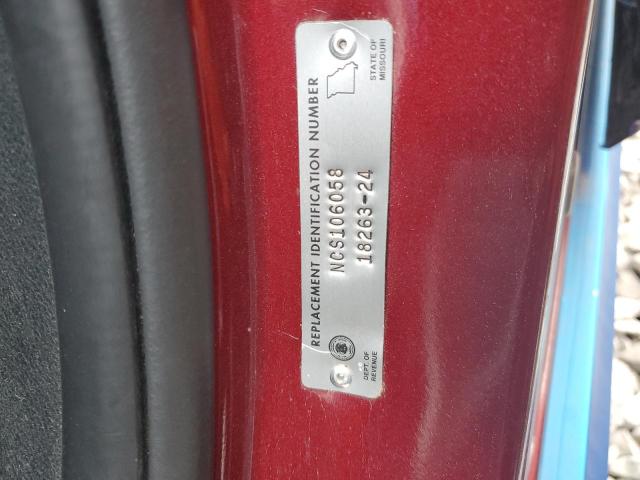 REPLACEMENT IDENTIFICATION NUMBER
NCS106058
18263-24
STATE OF
MISSOURI
DEPT. OF
REVENUE